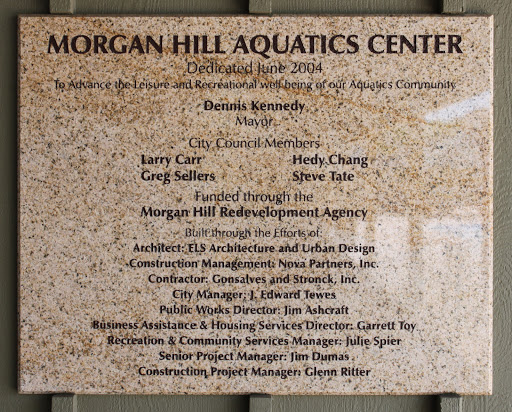 MORGAN HILL AQUATICS CENTER
Dedicated June 2004
To Advance the Leisure and Recreational well being of our Aquatics Community
Dennis Kennedy
Mayor
City Council Members
Larry Carr Hedy Chang
Greg Sellers Steve Tate
Funded through the
Morgan Hill Redevelopment Agency
Built through the Efforts of:
Architect: ELS Architecture and Urban Design
Construction Management: Nova Partners, Inc.
Contractor: Gonsalves and Stronck, Inc.
City Manager: J. Edward Tewes
Public Works Director: Jim Ashcraft
Business Assistance & Housing Services Director: Garrett Toy
Recreation & Community Services Manager: Julie Spier
Senior Project Manager: Jim Dumas
Construction Project Manager: Glenn Ritter